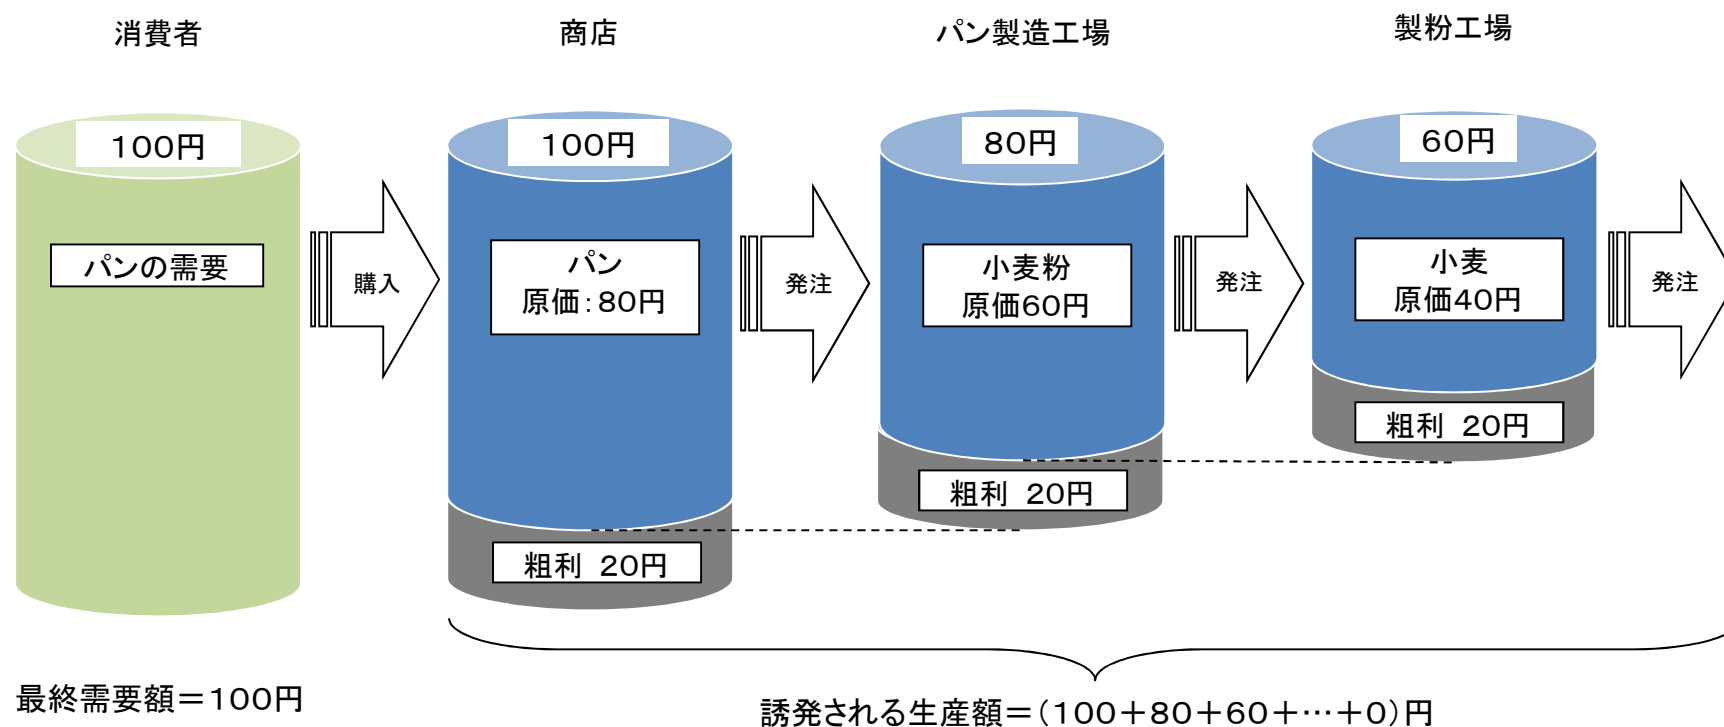 消費者
商店
パン製造工場
製粉工場
100円
100円
80円
60円
パンの需要
購入
パン
原価：80円
発注
小麦粉
原価60円
発注
小麦
原価40円
発注
粗利 20円
粗利 20円
粗利 20円
最終需要額＝100円
誘発される生産額＝（100＋80＋60＋…＋0）円